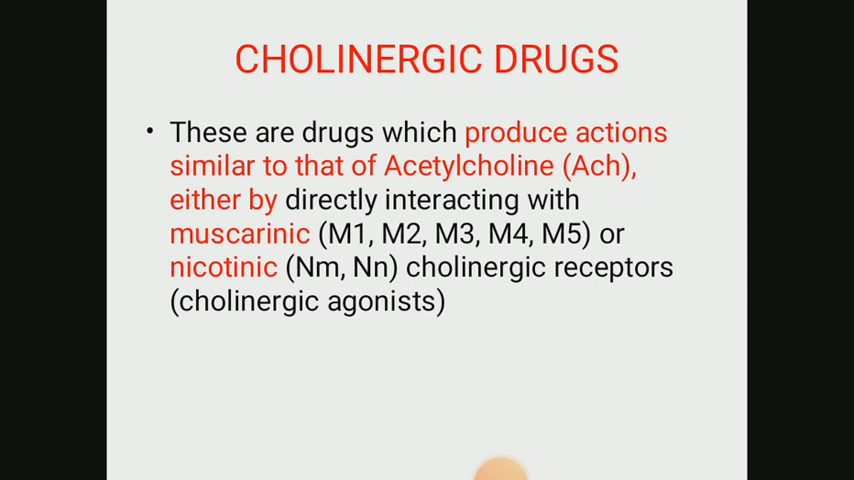 CHOLINERGIC DRUGS
• These are drugs which produce actions
similar to that of Acetylcholine (Ach),
either by directly interacting with
muscarinic (M1, M2, M3, M4, M5) or
nicotinic (Nm, Nn) cholinergic receptors
(cholinergic agonists)